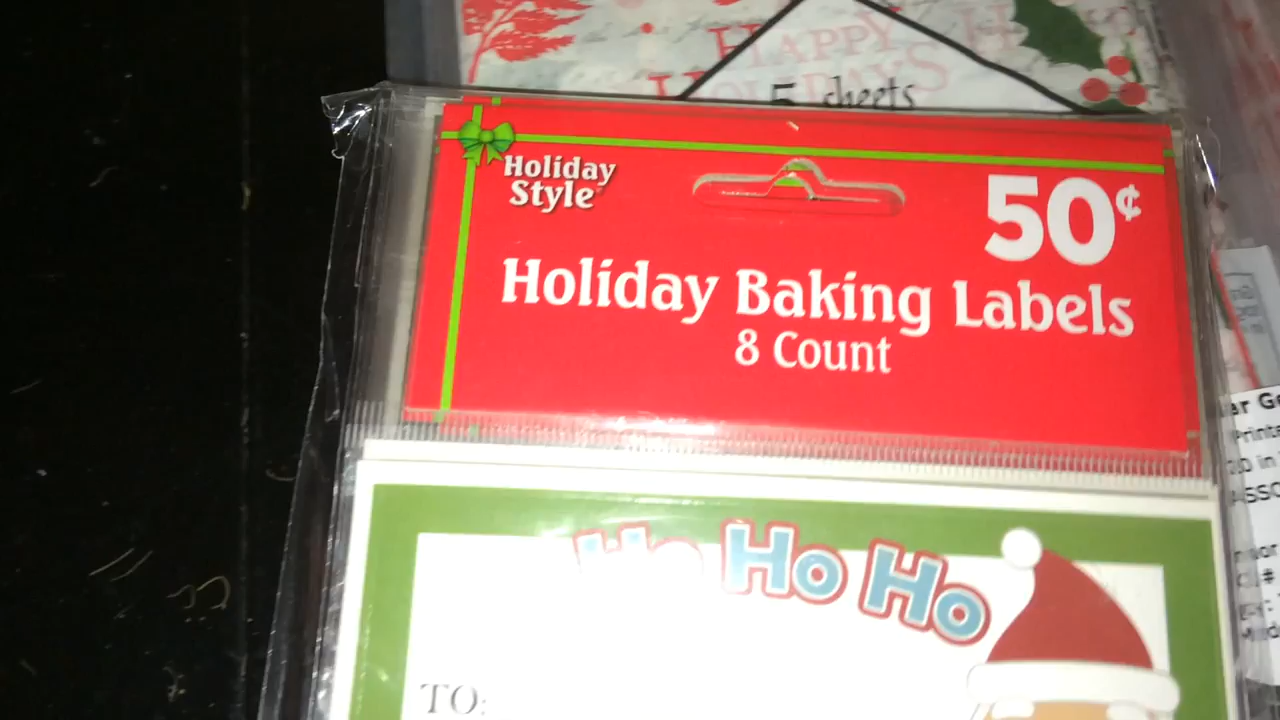 HAPPY
HOLIDAYS
5 sheets
Holiday
Style
50¢
Holiday Baking Labels
8 Count
Ho Ho Ho
TO: